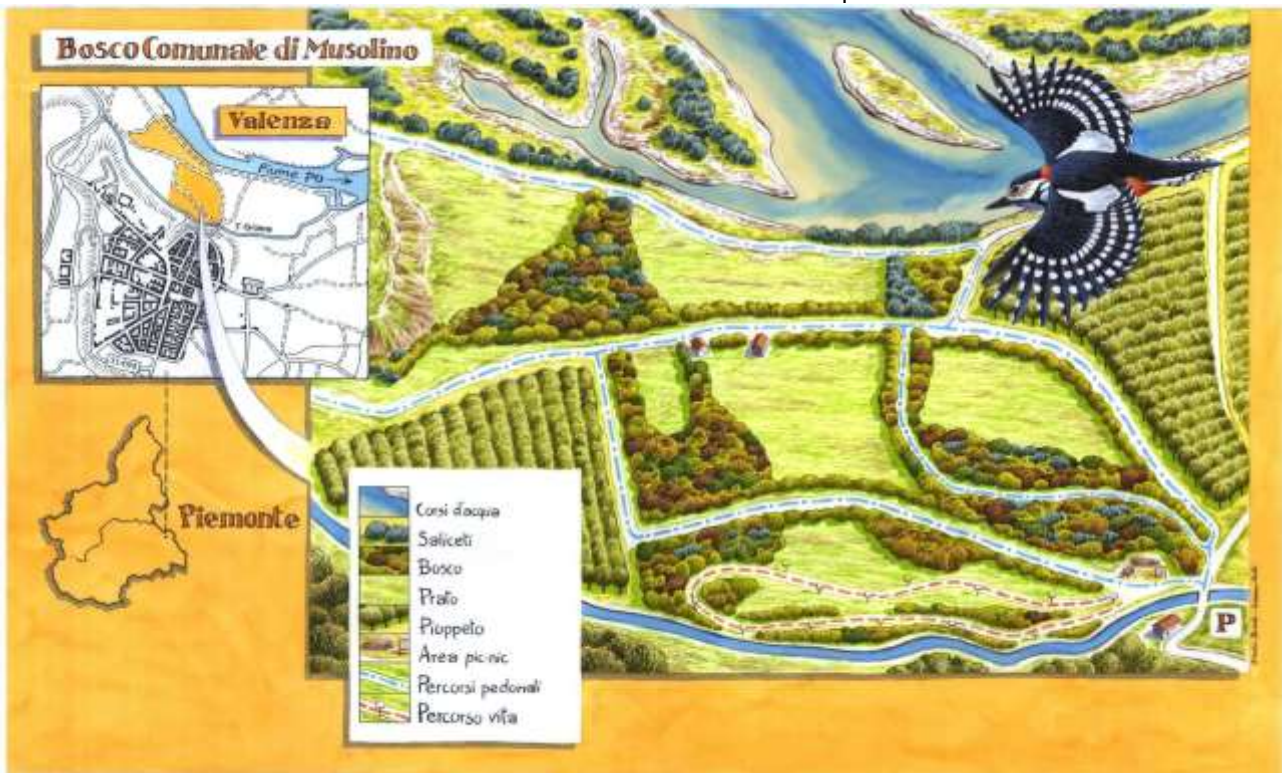 Bosco Comunale di Musolino
Valenza
Fiume PO
Piemonte
Corsi d'acqua
Saliceti
Bosco
Prato
Pioppeto
Area pic-nic
Percorsi pedonali
Percorso vita
P